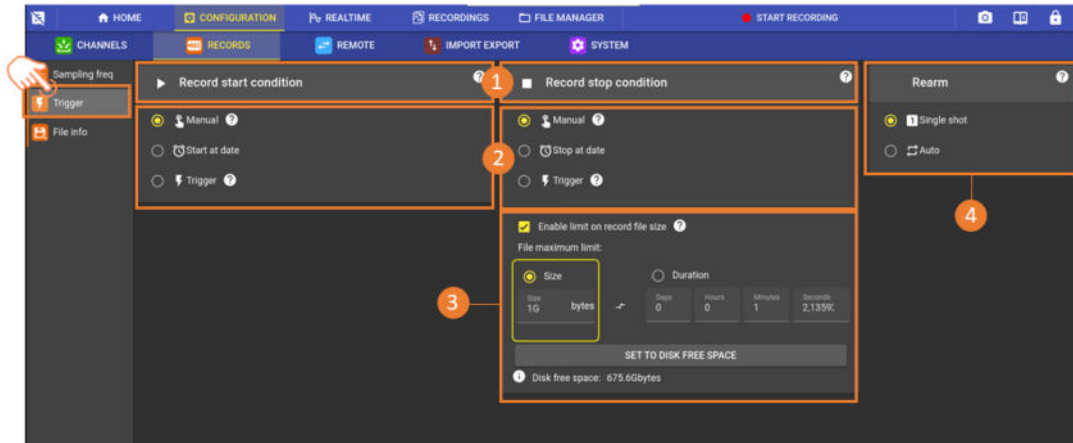 HOME
CONFIGURATION
REALTIME
RECORDINGS
FILE MANAGER
START RECORDING
CHANNELS
RECORDS
REMOTE
IMPORT EXPORT
SYSTEM
Sampling freq
Trigger
File info
Record start condition ?
1
Record stop condition ?
Rearm ?
Manual ?
Start at date
Trigger ?
2
Manual ?
Stop at date
Trigger ?
1 Single shot
Auto
4
3
Enable limit on record file size ?
File maximum limit:
Size
Duration
Size
1G bytes
Days Hours Minutes Seconds
0 0 1 2,1359
SET TO DISK FREE SPACE
Disk free space: 675.6Gbytes